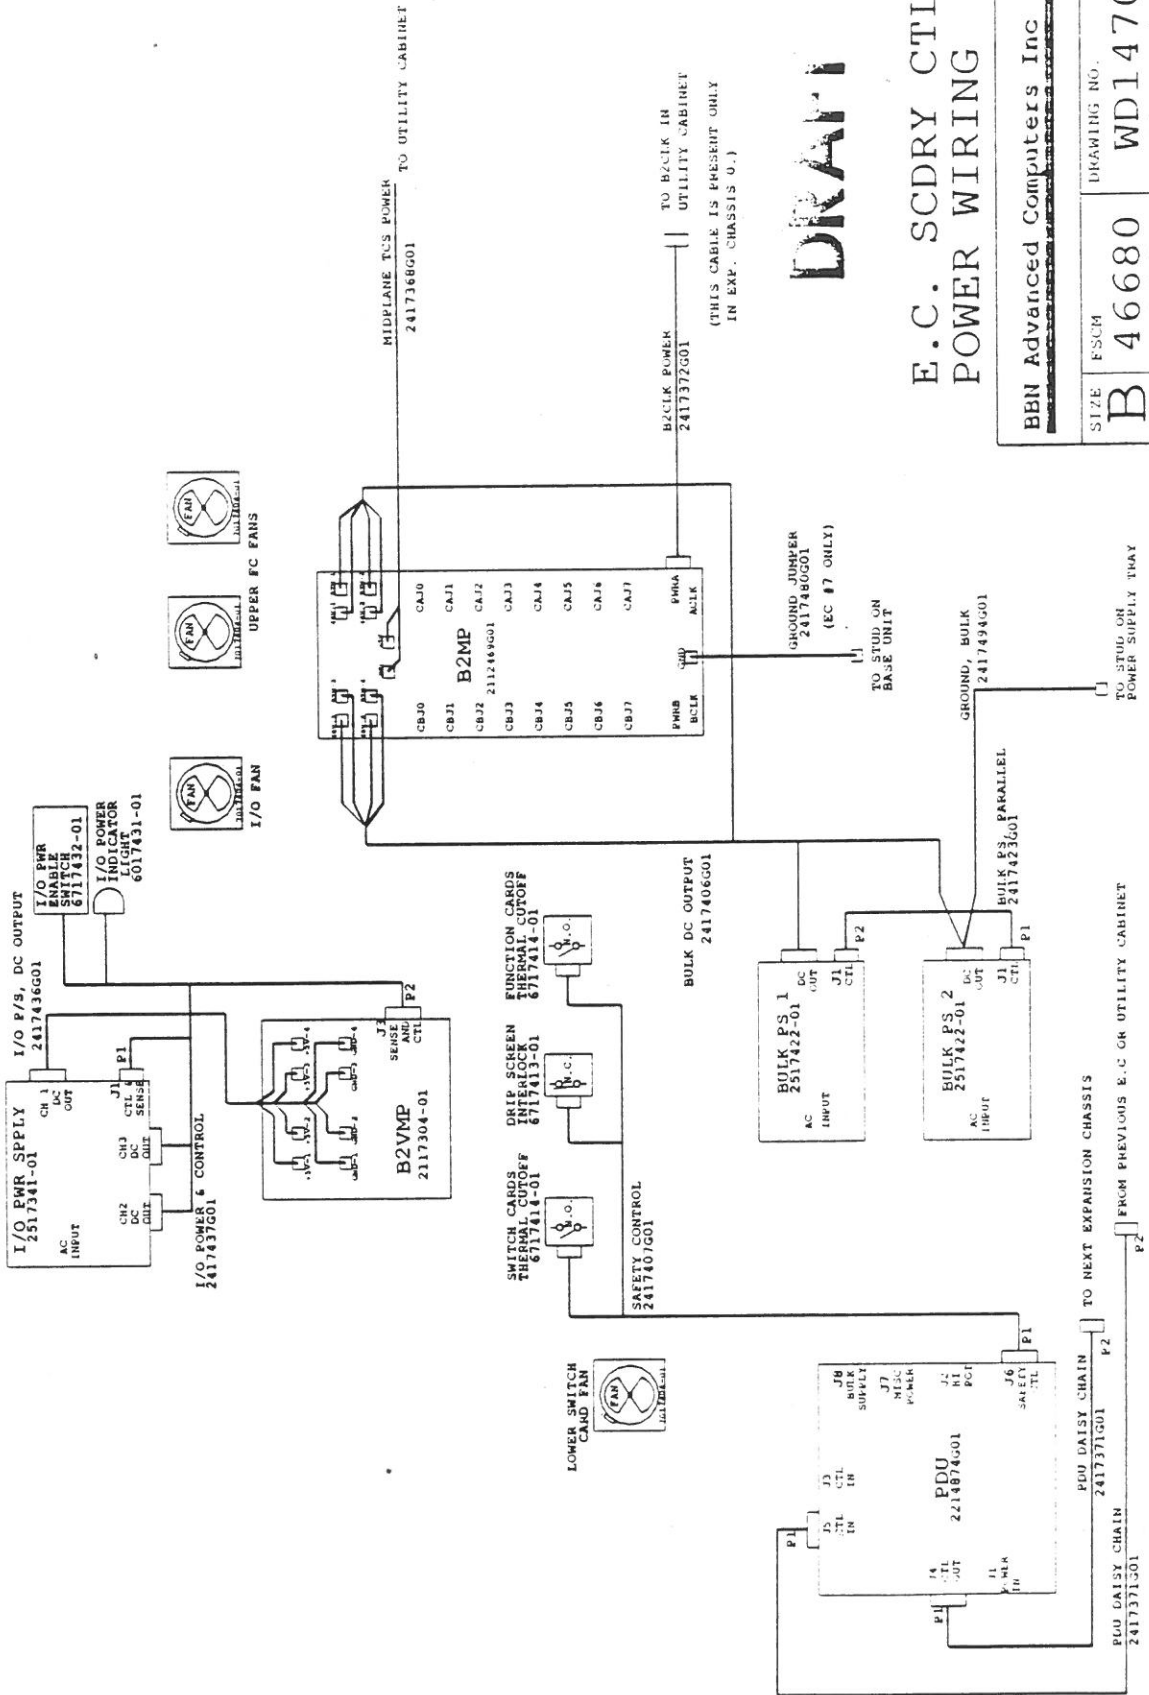 I/O PWR SPPLY
2517341-01
CH 1
DC
OUT
AC
INPUT
CH2
DC
OUT
CH3
DC
OUT
J1
CTL &
SENSE
P1
I/O P/S, DC OUTPUT
2417436G01
I/O PWR
ENABLE
SWITCH
6717432-01
I/O POWER
INDICATOR
LIGHT
6017431-01
I/O POWER & CONTROL
2417437G01
B2VMP
2117304-01
J3
SENSE
AND
CTL
P2
FAN
I/O FAN
FAN
FAN
UPPER FC FANS
MIDPLANE TCS POWER
2417368G01
TO UTILITY CABINET
B2MP
2112469G01
CBJ0
CBJ1
CBJ2
CBJ3
CBJ4
CBJ5
CBJ6
CBJ7
CAJ0
CAJ1
CAJ2
CAJ3
CAJ4
CAJ5
CAJ6
CAJ7
PWRB
BCLK
GND
PWRA
ACLK
B2CLK POWER
2417372G01
TO B2CLK IN
UTILITY CABINET
(THIS CABLE IS PRESENT ONLY
IN EXP. CHASSIS 0.)
GROUND JUMPER
2417480G01
(EC #7 ONLY)
TO STUD ON
BASE UNIT
SWITCH CARDS
THERMAL CUTOFF
6717414-01
N.O.
DRIP SCREEN
INTERLOCK
6717413-01
N.C.
FUNCTION CARDS
THERMAL CUTOFF
6717414-01
N.O.
SAFETY CONTROL
2417407G01
BULK DC OUTPUT
2417406G01
LOWER SWITCH
CARD FAN
FAN
BULK PS 1
2517422-01
AC
INPUT
DC
OUT
J1
CTL
P2
BULK PS 2
2517422-01
AC
INPUT
DC
OUT
J1
CTL
P1
BULK PS, PARALLEL
2417423G01
GROUND, BULK
2417494G01
TO STUD ON
POWER SUPPLY TRAY
PDU
2214874G01
J5
CTL
IN
J3
CTL
IN
J8
BULK
SUPPLY
J7
MISC
POWER
J6
SAFETY
CTL
J4
CTL
OUT
J1
POWER
IN
P1
P1
P1
PDU DAISY CHAIN
2417371G01
P2
TO NEXT EXPANSION CHASSIS
PDU DAISY CHAIN
2417371G01
P2
FROM PREVIOUS E.C OR UTILITY CABINET
DRAFT
E.C. SCDRY CTL
POWER WIRING
BBN Advanced Computers Inc
SIZE
B
FSCM
46680
DRAWING NO.
WD1470